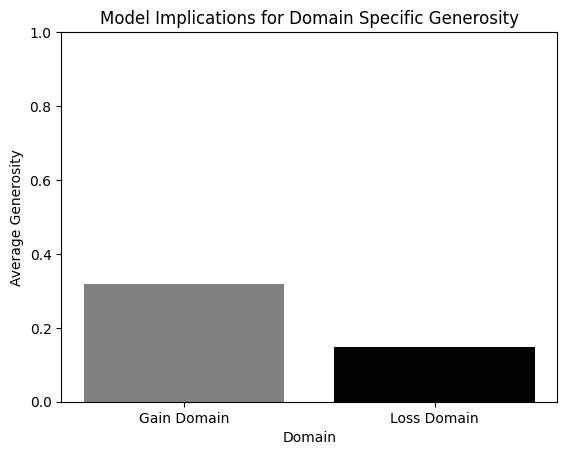 Model Implications for Domain Specific Generosity
1.0
0.8
0.6
0.4
0.2
0.0
Average Generosity
Gain Domain
Loss Domain
Domain